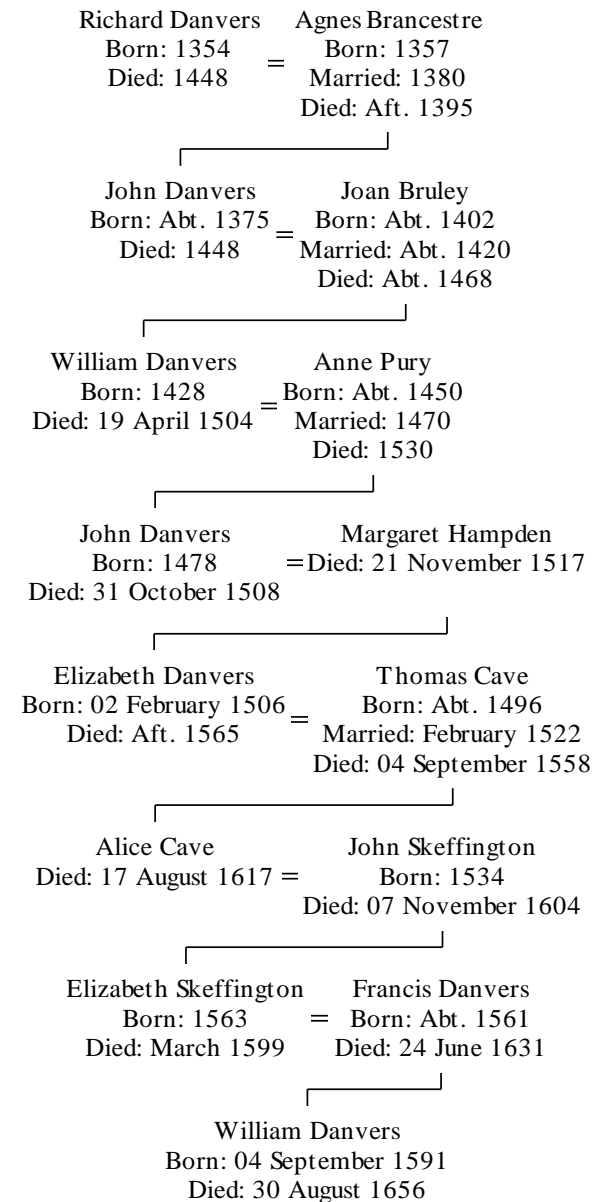 Richard Danvers
Born: 1354
Died: 1448
=
Agnes Brancestre
Born: 1357
Married: 1380
Died: Aft. 1395
John Danvers
Born: Abt. 1375
Died: 1448
=
Joan Bruley
Born: Abt. 1402
Married: Abt. 1420
Died: Abt. 1468
William Danvers
Born: 1428
Died: 19 April 1504
=
Anne Pury
Born: Abt. 1450
Married: 1470
Died: 1530
John Danvers
Born: 1478
Died: 31 October 1508
=
Margaret Hampden
Died: 21 November 1517
Elizabeth Danvers
Born: 02 February 1506
Died: Aft. 1565
=
Thomas Cave
Born: Abt. 1496
Married: February 1522
Died: 04 September 1558
Alice Cave
Died: 17 August 1617
=
John Skeffington
Born: 1534
Died: 07 November 1604
Elizabeth Skeffington
Born: 1563
Died: March 1599
=
Francis Danvers
Born: Abt. 1561
Died: 24 June 1631
William Danvers
Born: 04 September 1591
Died: 30 August 1656